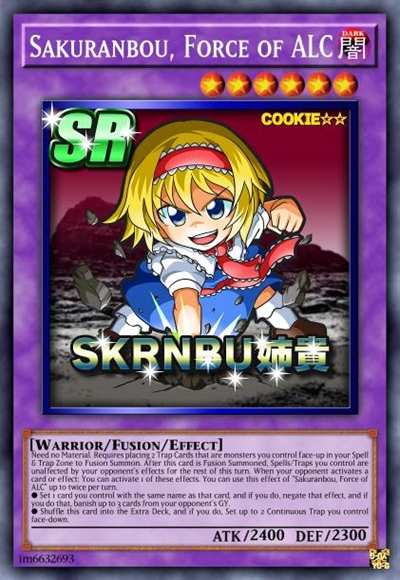 SAKURANBOU, FORCE OF ALC
DARK
闇
SR
COOKIE☆☆
SKRNBU姉貴
[WARRIOR/FUSION/EFFECT]
Need no Material. Requires placing 2 Trap Cards that are monsters you control face-up in your Spell
& Trap Zone to Fusion Summon. After this card is Fusion Summoned, Spells/Traps you control are
unaffected by your opponent's effects for the rest of this turn. When your opponent activates a
card or effect: You can activate 1 of these effects. You can use this effect of "Sakuranbou, Force of
ALC" up to twice per turn.
● Set 1 card you control with the same name as that card, and if you do, negate that effect, and if
you do that, banish up to 3 cards from your opponent's GY.
● Shuffle this card into the Extra Deck, and if you do, Set up to 2 Continuous Trap you control
face-down.
ATK/2400 DEF/2300
im6632693